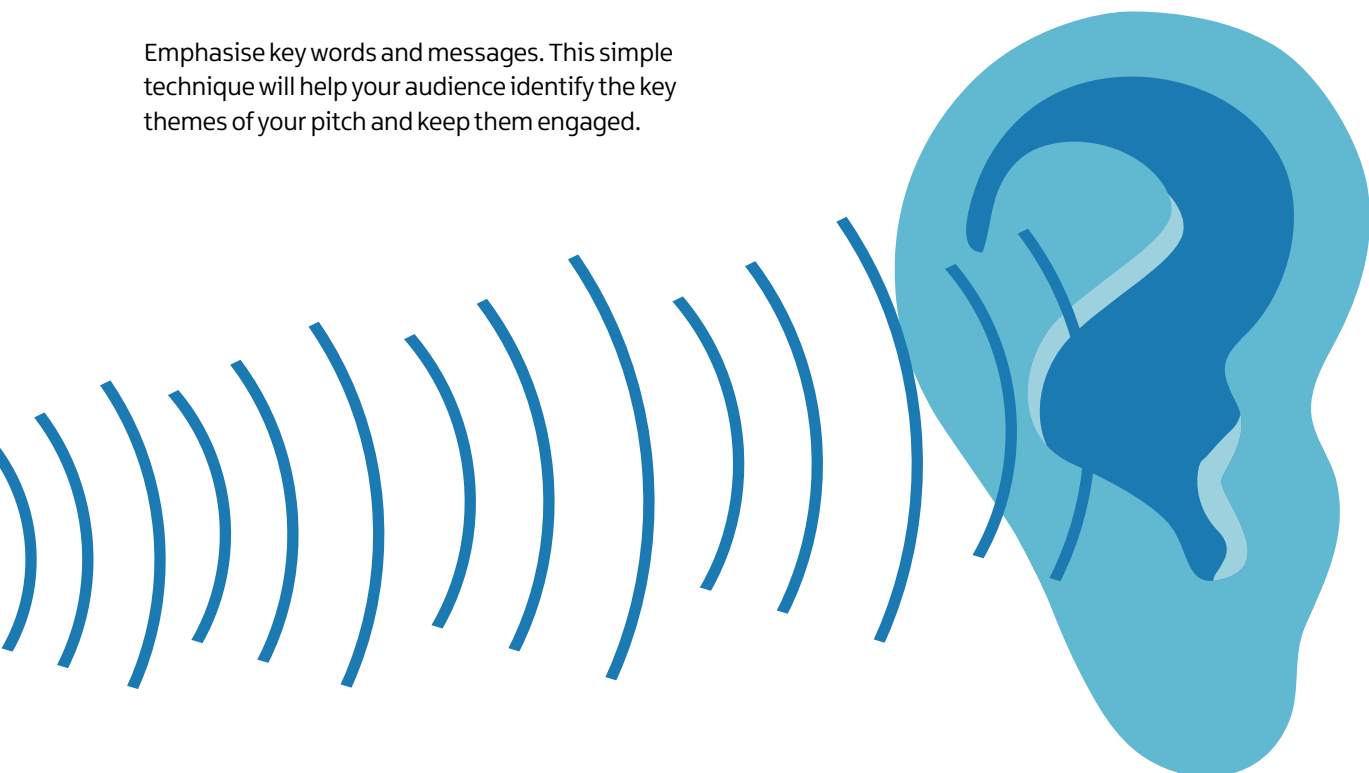 Emphasise key words and messages. This simple
technique will help your audience identify the key
themes of your pitch and keep them engaged.